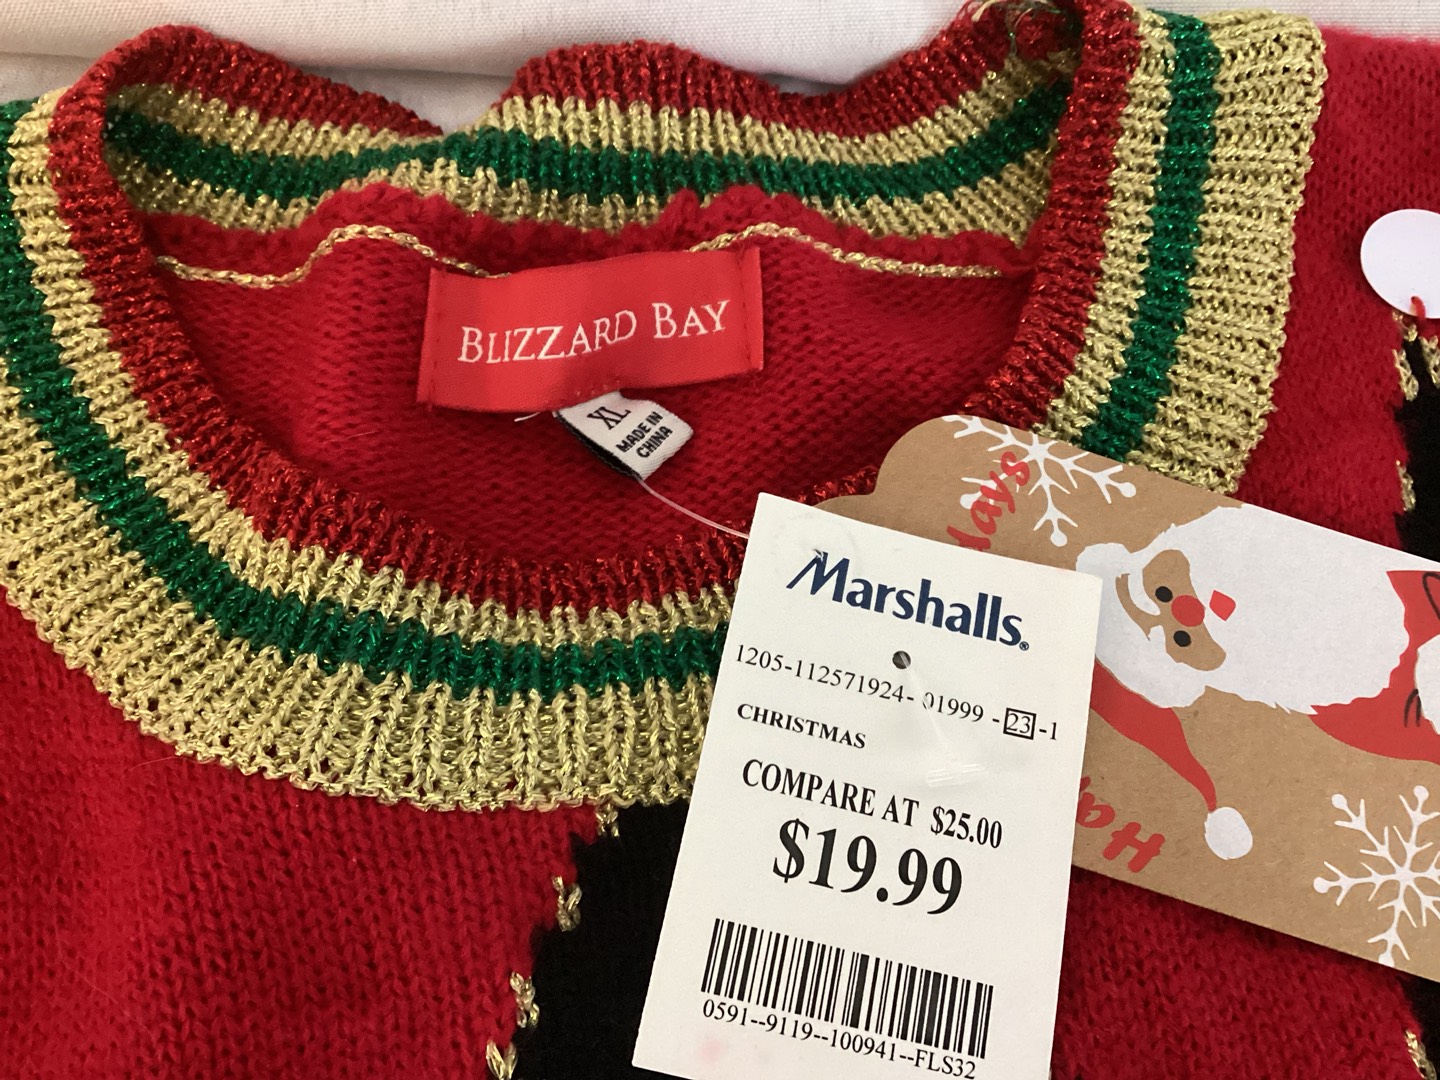 BLIZZARD BAY
XL
MADE IN
CHINA
Marshalls®
1205-112571924- 01999 -23-1
CHRISTMAS
COMPARE AT $25.00
$19.99
0591--9119--100941--FLS32